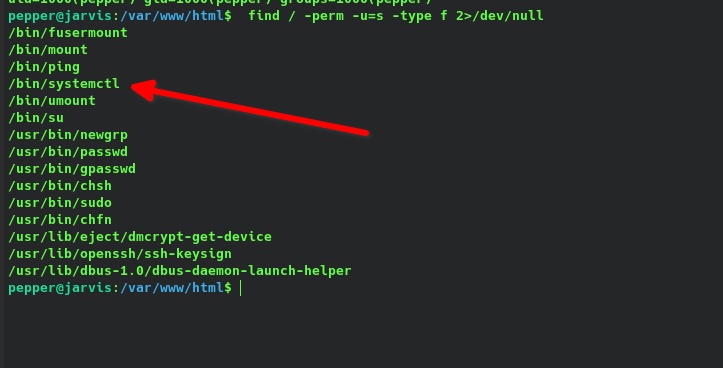 pepper@jarvis:/var/www/html$  find / -perm -u=s -type f 2>/dev/null
/bin/fusermount
/bin/mount
/bin/ping
/bin/systemctl
/bin/umount
/bin/su
/usr/bin/newgrp
/usr/bin/passwd
/usr/bin/gpasswd
/usr/bin/chsh
/usr/bin/sudo
/usr/bin/chfn
/usr/lib/eject/dmcrypt-get-device
/usr/lib/openssh/ssh-keysign
/usr/lib/dbus-1.0/dbus-daemon-launch-helper
pepper@jarvis:/var/www/html$